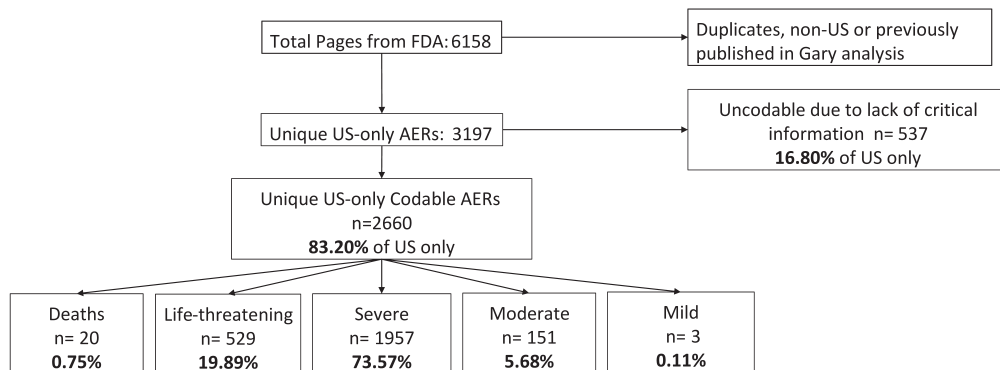 Total Pages from FDA: 6158
Duplicates, non-US or previously
published in Gary analysis
Unique US-only AERs: 3197
Uncodable due to lack of critical
information n= 537
16.80% of US only
Unique US-only Codable AERs
n=2660
83.20% of US only
Deaths
n= 20
0.75%
Life-threatening
n= 529
19.89%
Severe
n= 1957
73.57%
Moderate
n= 151
5.68%
Mild
n= 3
0.11%